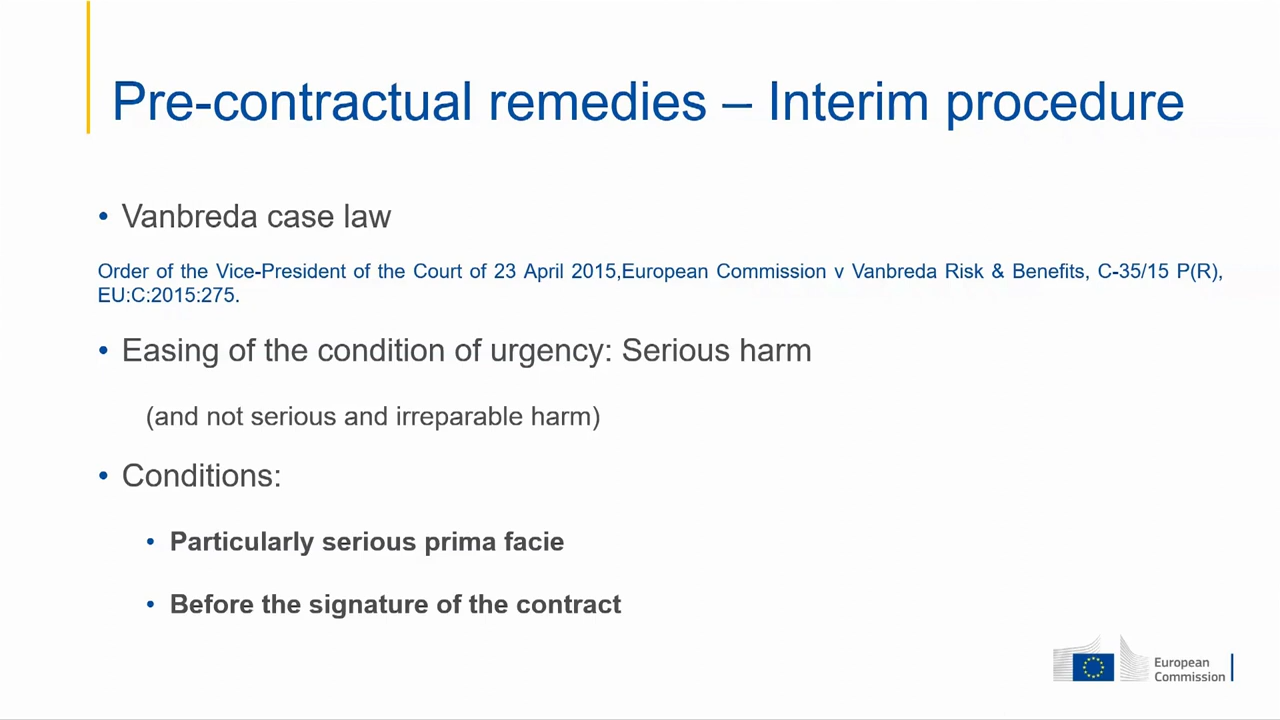 Pre-contractual remedies – Interim procedure
• Vanbreda case law
Order of the Vice-President of the Court of 23 April 2015,European Commission v Vanbreda Risk & Benefits, C-35/15 P(R),
EU:C:2015:275.
• Easing of the condition of urgency: Serious harm
(and not serious and irreparable harm)
• Conditions:
• Particularly serious prima facie
• Before the signature of the contract
European
Commission